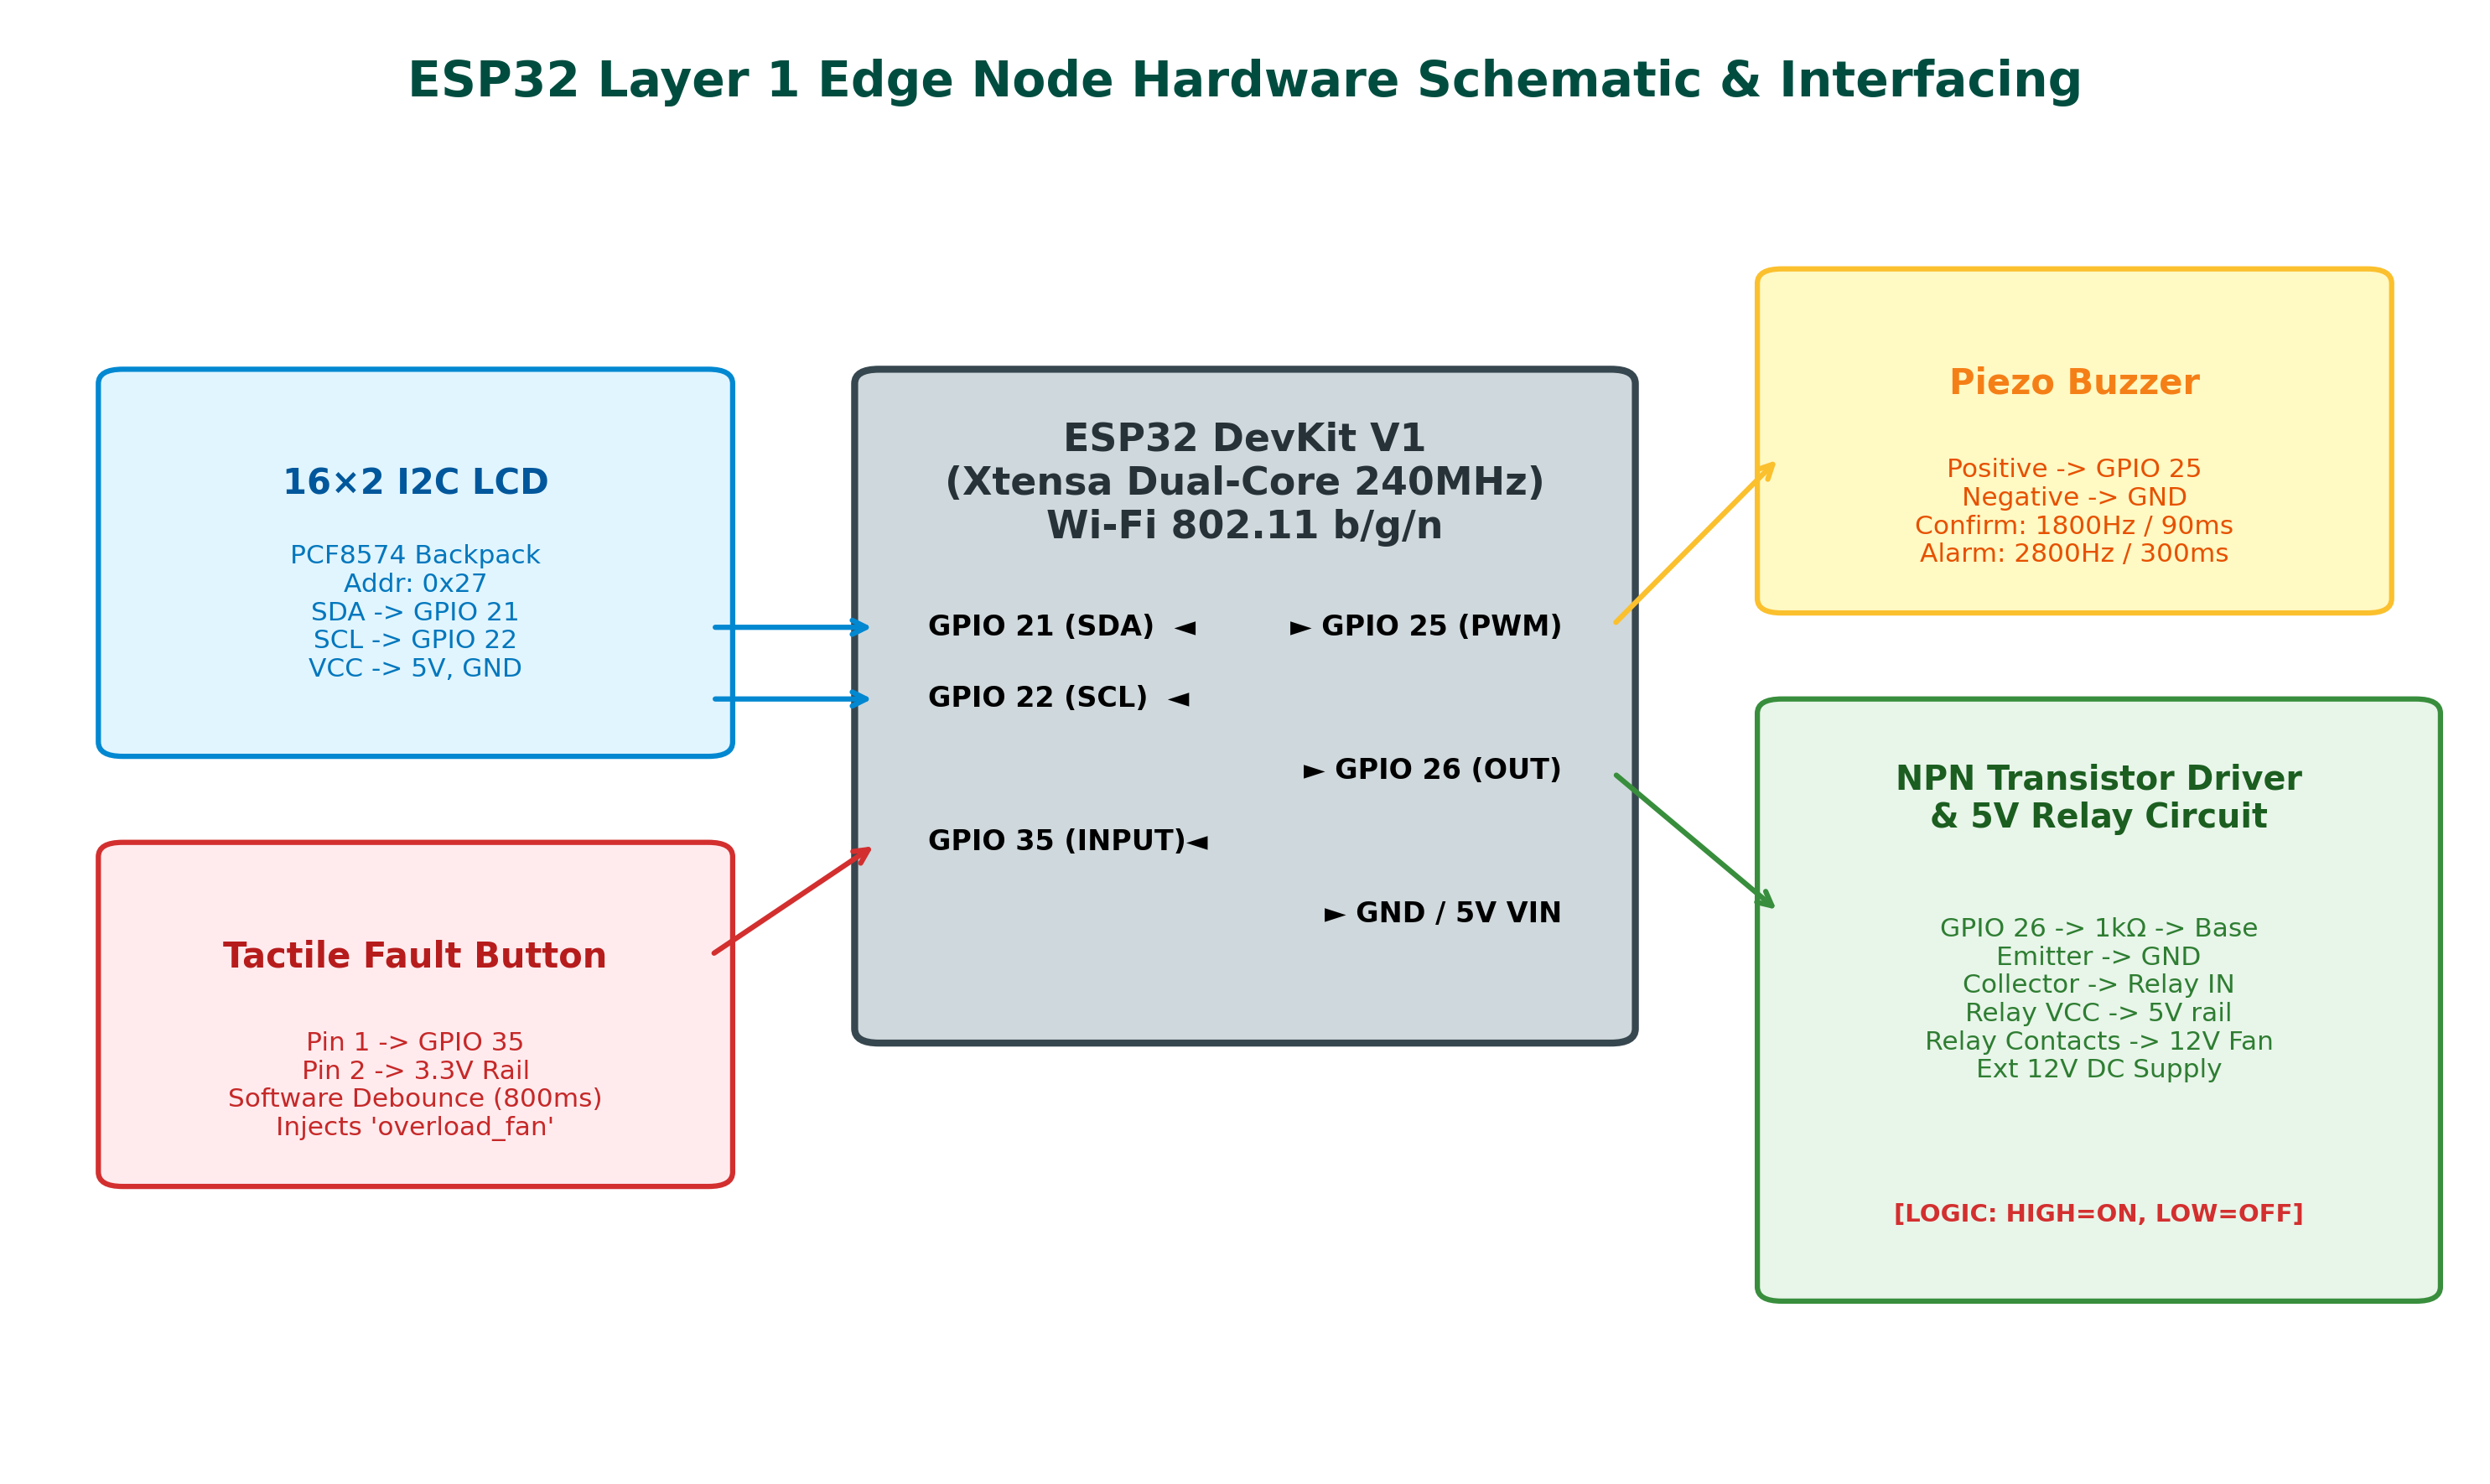 ESP32 Layer 1 Edge Node Hardware Schematic & Interfacing
16×2 I2C LCD
PCF8574 Backpack
Addr: 0x27
SDA -> GPIO 21
SCL -> GPIO 22
VCC -> 5V, GND
Tactile Fault Button
Pin 1 -> GPIO 35
Pin 2 -> 3.3V Rail
Software Debounce (800ms)
Injects 'overload_fan'
ESP32 DevKit V1
(Xtensa Dual-Core 240MHz)
Wi-Fi 802.11 b/g/n
GPIO 21 (SDA) ◄
► GPIO 25 (PWM)
GPIO 22 (SCL) ◄
► GPIO 26 (OUT)
GPIO 35 (INPUT)◄
► GND / 5V VIN
Piezo Buzzer
Positive -> GPIO 25
Negative -> GND
Confirm: 1800Hz / 90ms
Alarm: 2800Hz / 300ms
NPN Transistor Driver
& 5V Relay Circuit
GPIO 26 -> 1kΩ -> Base
Emitter -> GND
Collector -> Relay IN
Relay VCC -> 5V rail
Relay Contacts -> 12V Fan
Ext 12V DC Supply
[LOGIC: HIGH=ON, LOW=OFF]